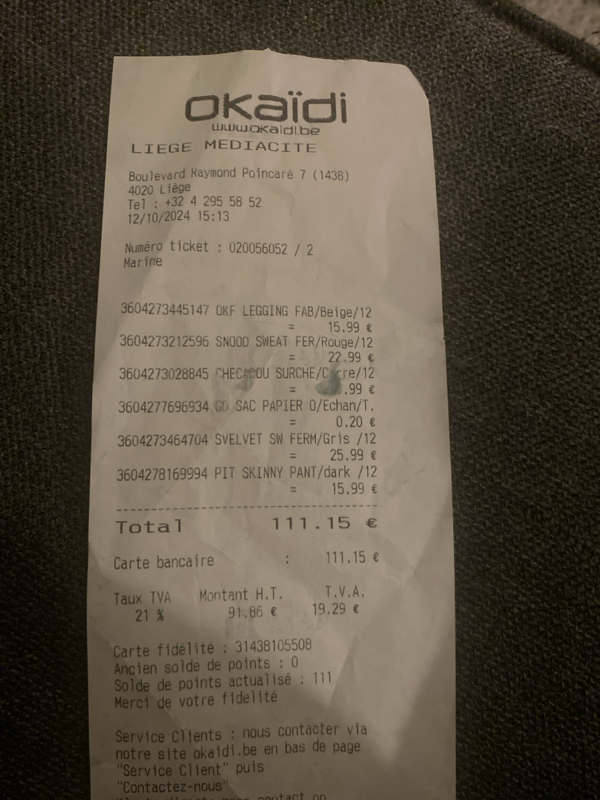 okaïdi
www.okaidi.be
LIEGE MEDIACITE
Boulevard Raymond Poincaré 7 (1438)
4020 Liège
Tel : +32 4 295 58 52
12/10/2024 15:13
Numéro ticket : 020056052 / 2
Marine
3604273445147 OKF LEGGING FAB/Beige/12
= 15.99 €
3604273212596 SNOOD SWEAT FER/Rouge/12
= 22.99 €
3604273028845 SURCHE/
= .99 €
3604277696934 GD SAC PAPIER O/Echan/T.
= 0.20 €
3604273464704 SVELVET SW FERM/Gris /12
= 25.99 €
3604278169994 PIT SKINNY PANT/dark /12
= 15.99 €
Total 111.15 €
Carte bancaire : 111.15 €
Taux TVA Montant H.T. T.V.A.
21 % 91.86 € 19.29 €
Carte fidélité : 31438105508
Ancien solde de points : 0
Solde de points actualisé : 111
Merci de votre fidelité
Service Clients : nous contacter via
notre site okaidi.be en bas de page
"Service Client" puis
"Contactez-nous"